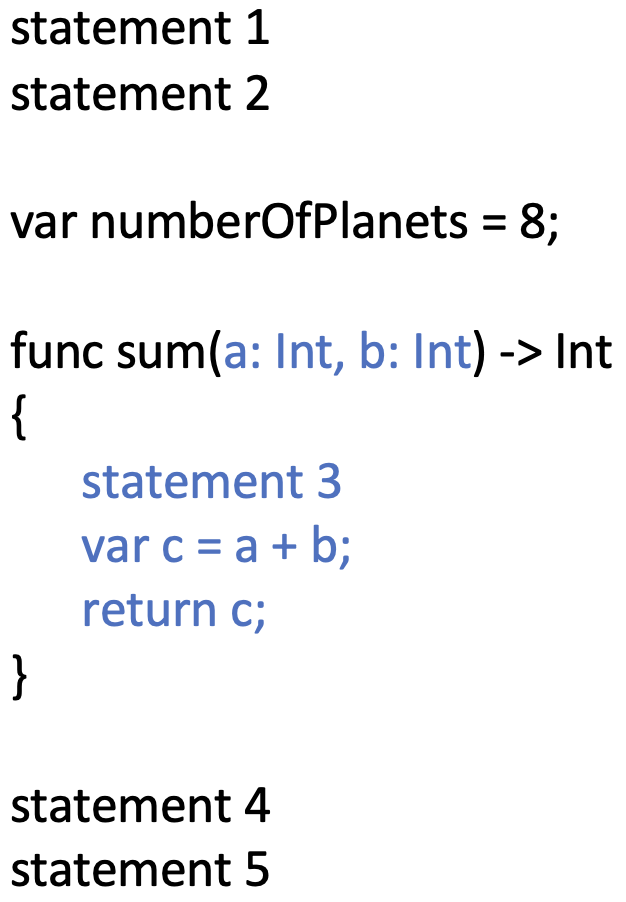 statement 1
statement 2
var numberOfPlanets = 8;
func sum(a: Int, b: Int) -> Int
{
statement 3
var c = a + b;
return c;
}
statement 4
statement 5